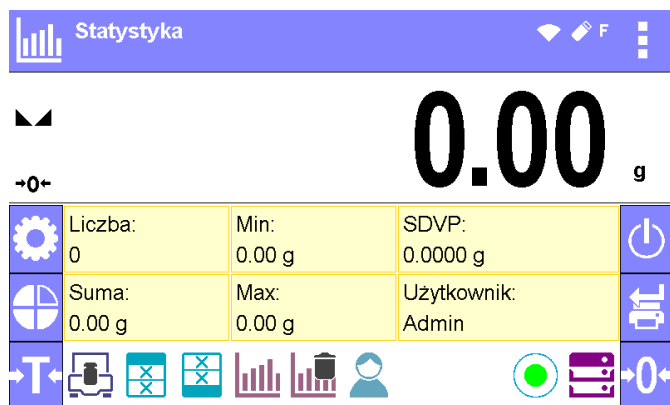 Statystyka
F
0.00 g
→0←
Liczba:
0
Min:
0.00 g
SDVP:
0.0000 g
Suma:
0.00 g
Max:
0.00 g
Użytkownik:
Admin
→T←
→0←